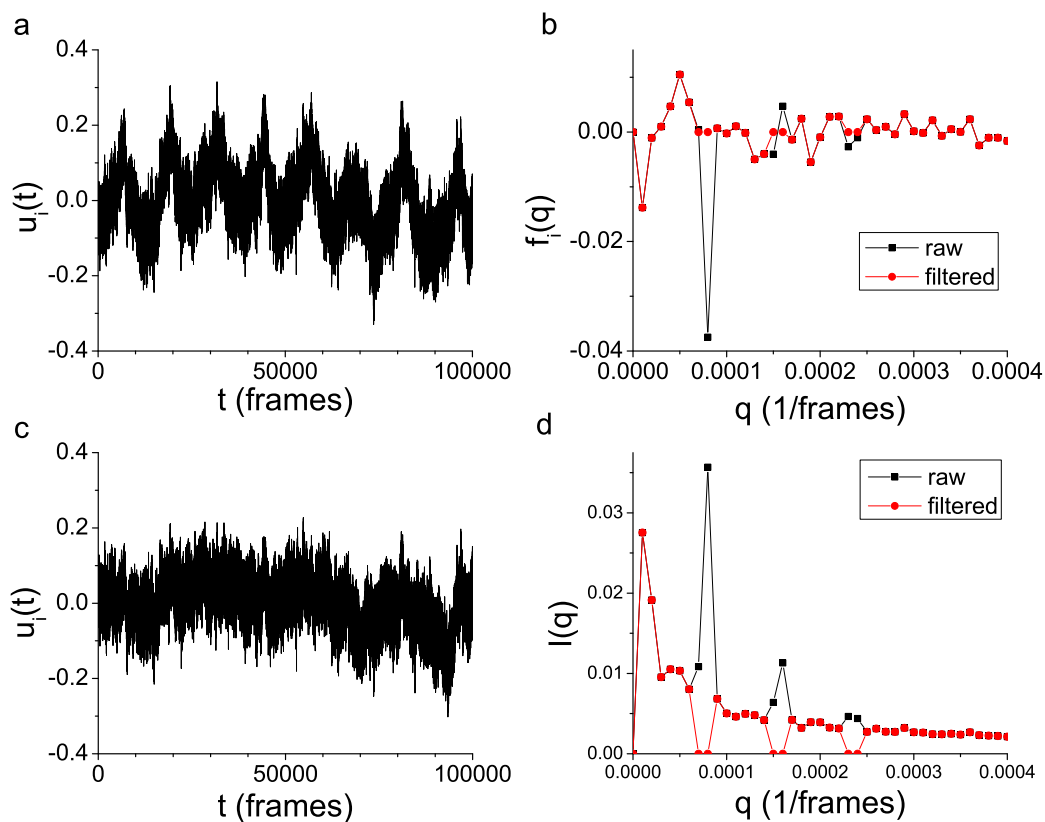 a
0.4
0.2
0.0
-0.2
-0.4
u_i(t)
0
50000
100000
t (frames)
b
0.00
-0.02
-0.04
f_i(q)
raw
filtered
0.0000
0.0001
0.0002
0.0003
0.0004
q (1/frames)
c
0.4
0.2
0.0
-0.2
-0.4
u_i(t)
0
50000
100000
t (frames)
d
0.03
0.02
0.01
0.00
I(q)
raw
filtered
0.0000
0.0001
0.0002
0.0003
0.0004
q (1/frames)